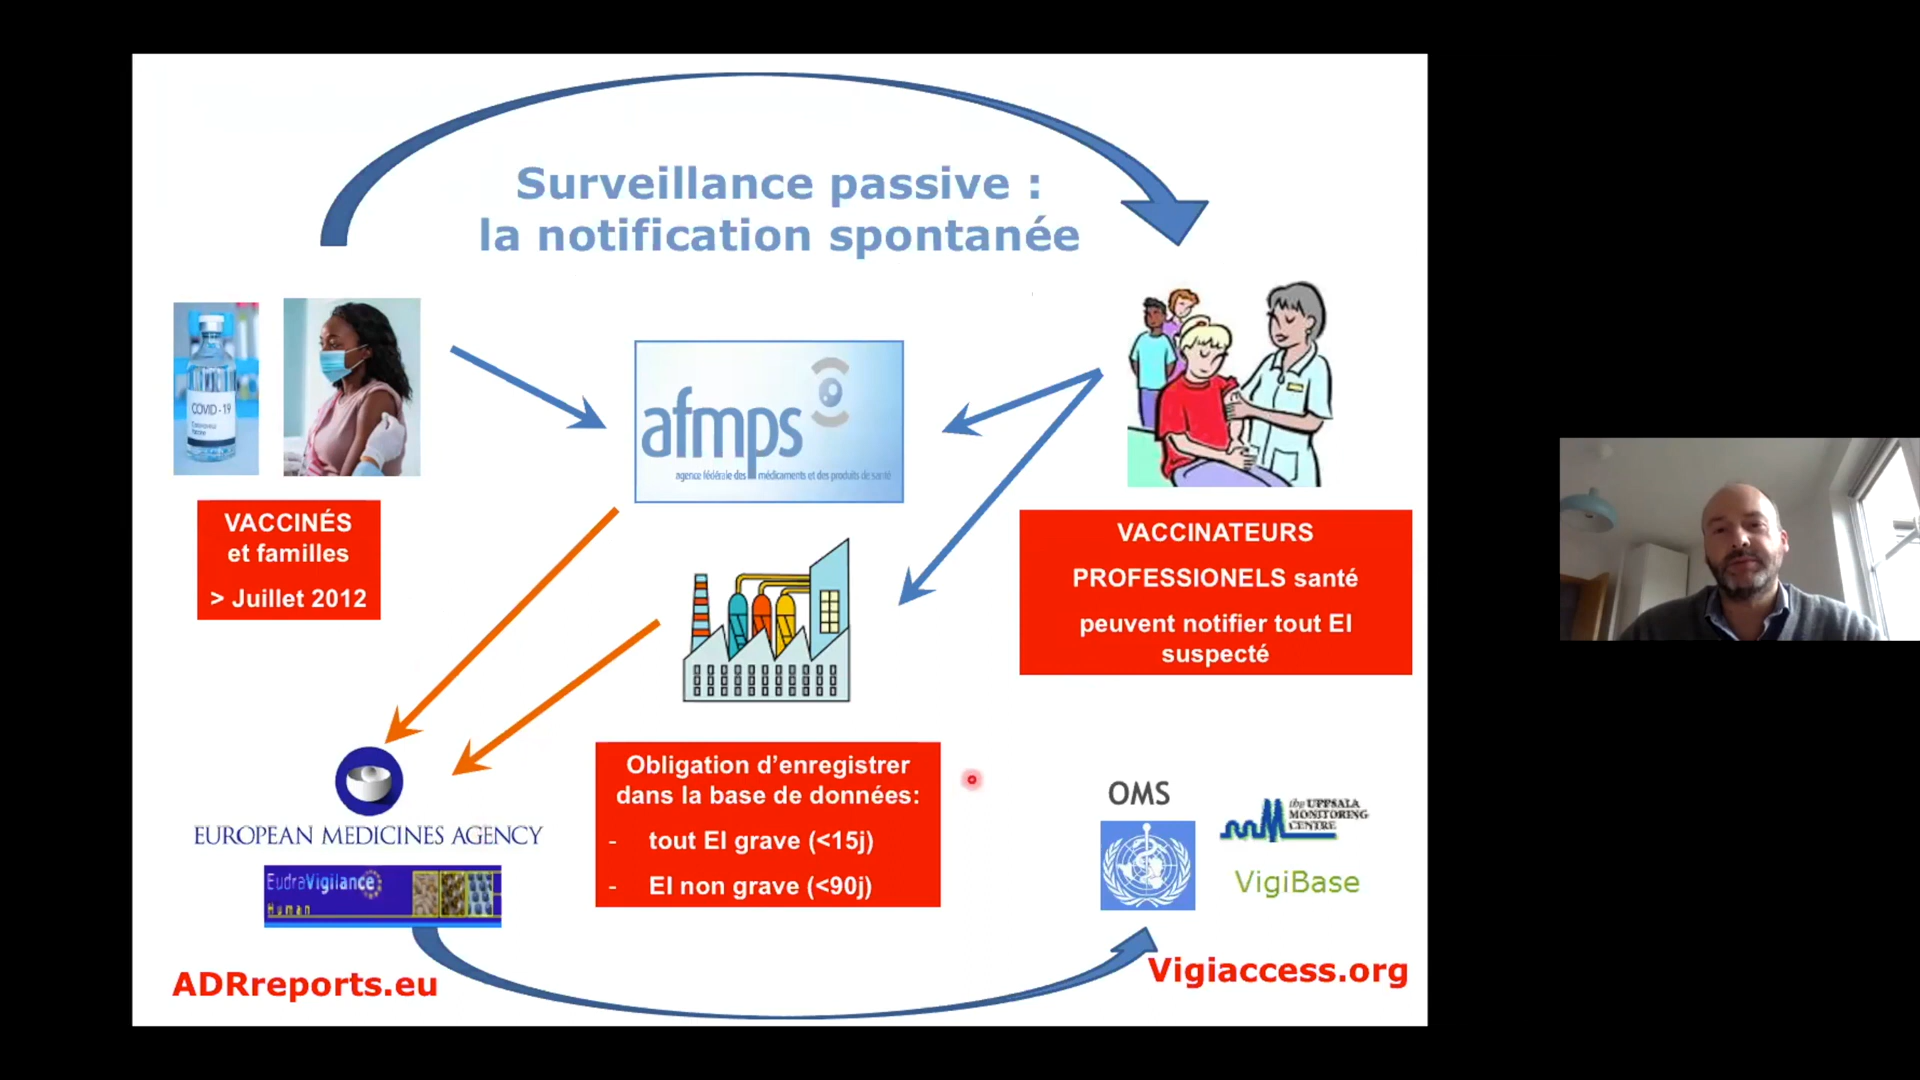 Surveillance passive :
la notification spontanée
COVID-19
afmps
agence fédérale des médicaments et des produits de santé
VACCINÉS
et familles
> Juillet 2012
VACCINATEURS
PROFESSIONELS santé
peuvent notifier tout EI
suspecté
Obligation d’enregistrer
dans la base de données:
- tout EI grave (<15j)
- EI non grave (<90j)
EUROPEAN MEDICINES AGENCY
EudraVigilance
Human
ADRreports.eu
OMS
the UPPSALA
MONITORING
CENTRE
VigiBase
Vigiaccess.org